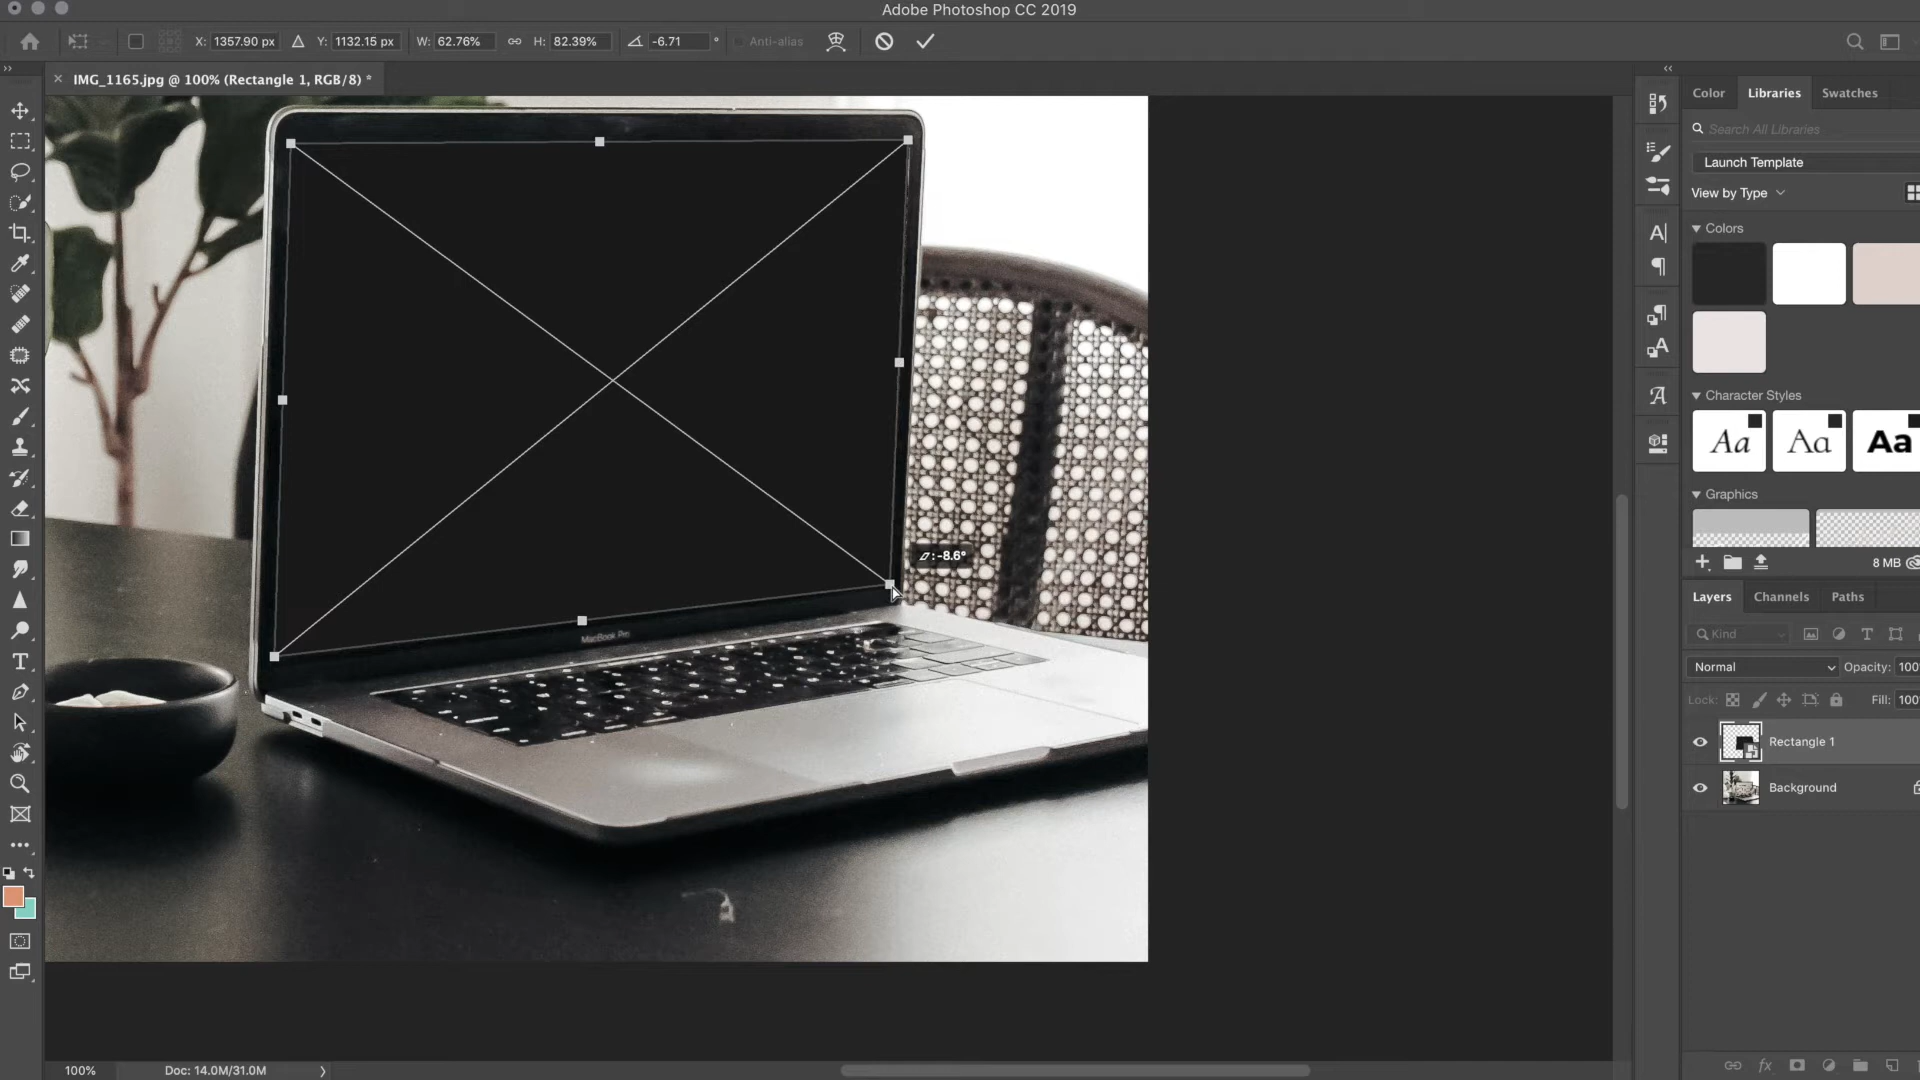 Adobe Photoshop CC 2019
X: 1357.90 px Y: 1132.15 px W: 62.76% H: 82.39% -6.71 ° Anti-alias
IMG_1165.jpg @ 100% (Rectangle 1, RGB/8) *
Color Libraries Swatches
Search All Libraries
Launch Template
View by Type
Colors
Character Styles
Aa Aa Aa
Graphics
8 MB
: -8.6°
MacBook Pro
Layers Channels Paths
Kind
Normal Opacity: 100
Lock: Fill: 100
Rectangle 1
Background
100% Doc: 14.0M/31.0M